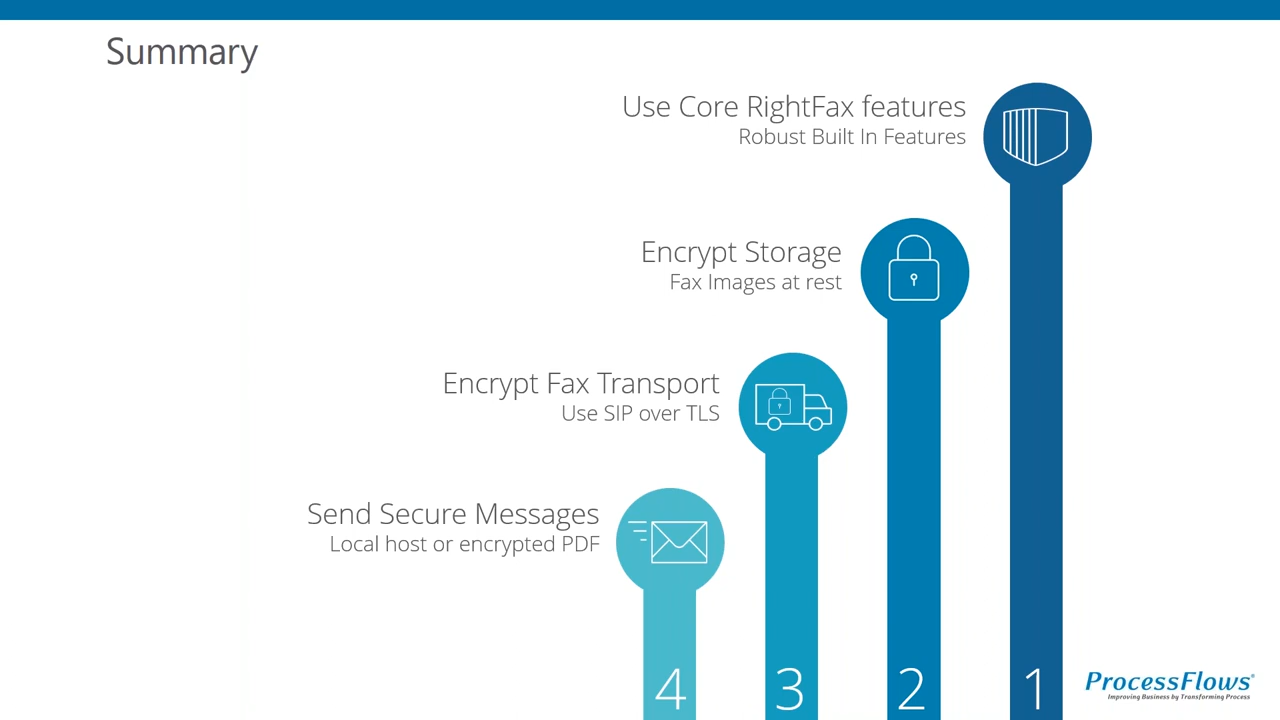 Summary
Use Core RightFax features
Robust Built In Features
Encrypt Storage
Fax Images at rest
Encrypt Fax Transport
Use SIP over TLS
Send Secure Messages
Local host or encrypted PDF
4 3 2 1
ProcessFlows®
Improving Business by Transforming Process